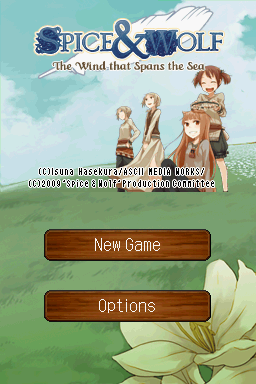 SPICE&WOLF
The Wind that Spans the Sea
(C)Isuna Hasekura/ASCII MEDIA WORKS/
(C)2009"Spice & Wolf"Production Committee
New Game
Options